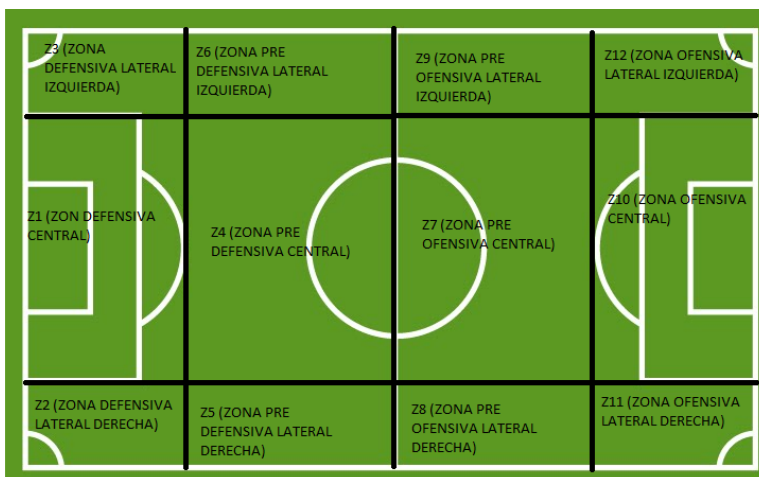 Z3 (ZONA
DEFENSIVA LATERAL
IZQUIERDA)
Z6 (ZONA PRE
DEFENSIVA LATERAL
IZQUIERDA)
Z9 (ZONA PRE
OFENSIVA LATERAL
IZQUIERDA)
Z12 (ZONA OFENSIVA
LATERAL IZQUIERDA)
Z1 (ZON DEFENSIVA
CENTRAL)
Z4 (ZONA PRE
DEFENSIVA CENTRAL)
Z7 (ZONA PRE
OFENSIVA CENTRAL)
Z10 (ZONA OFENSIVA
CENTRAL)
Z2 (ZONA DEFENSIVA
LATERAL DERECHA)
Z5 (ZONA PRE
DEFENSIVA LATERAL
DERECHA)
Z8 (ZONA PRE
OFENSIVA LATERAL
DERECHA)
Z11 (ZONA OFENSIVA
LATERAL DERECHA)